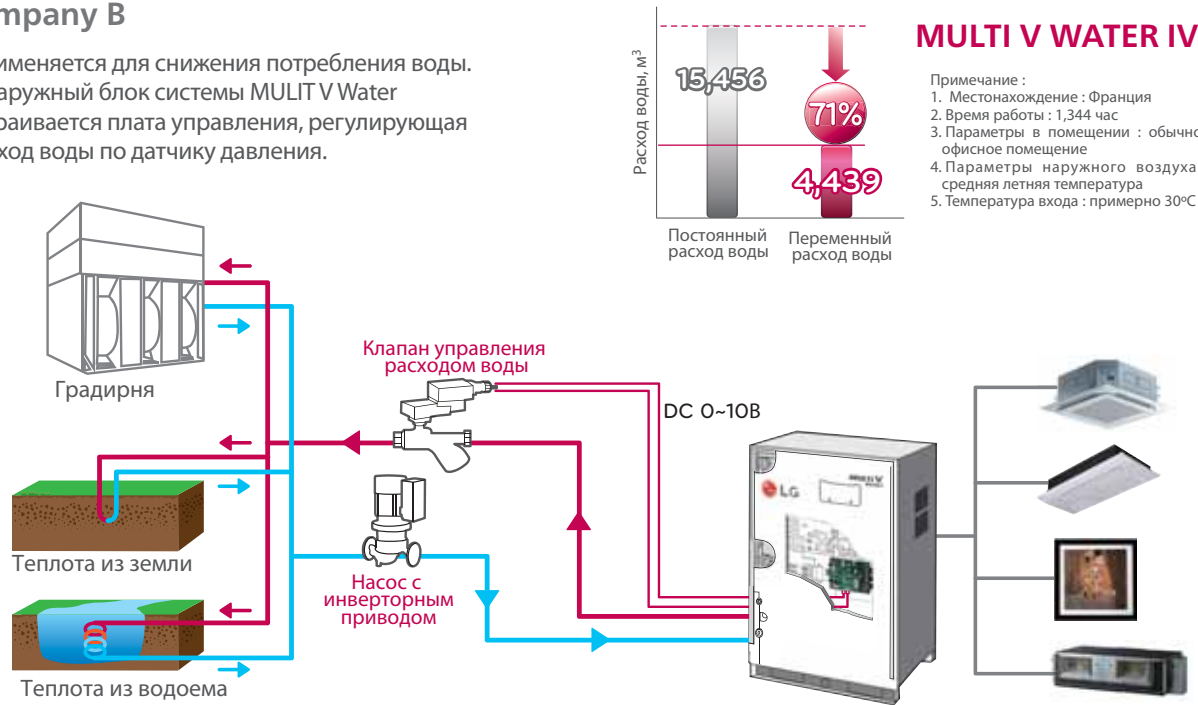 mpany B
именяется для снижения потребления воды.
аружный блок системы MULIT V Water
раивается плата управления, регулирующая
ход воды по датчику давления.
Расход воды, м³
15,456
71%
4,439
Постоянный
расход воды
Переменный
расход воды
MULTI V WATER IV
Примечание :
1. Местонахождение : Франция
2. Время работы : 1,344 час
3. Параметры в помещении : обычно
офисное помещение
4. Параметры наружного воздуха
средняя летняя температура
5. Температура входа : примерно 30ºC
Градирня
Клапан управления
расходом воды
DC 0~10В
MULTI V
LG
Теплота из земли
Насос с
инверторным
приводом
Теплота из водоема